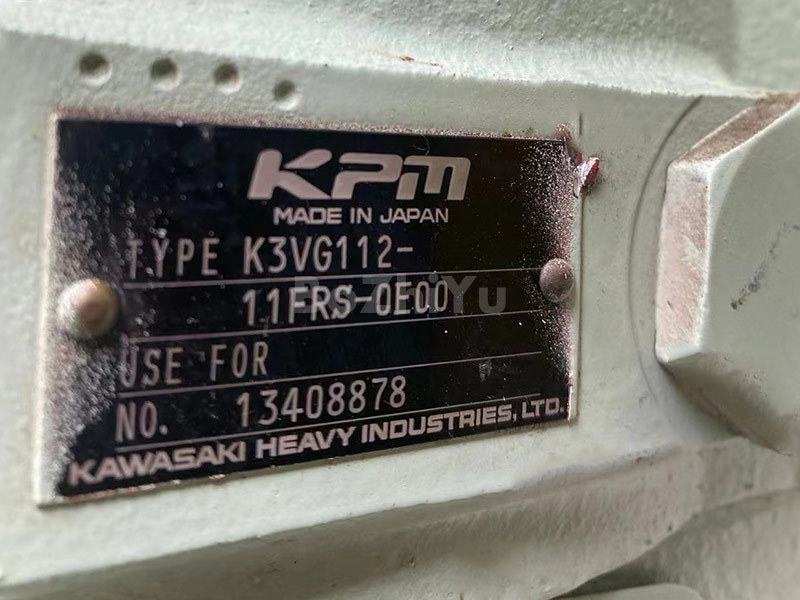 KPM
MADE IN JAPAN
TYPE K3VG112-
11FRS-0E00
USE FOR
NO. 13408878
KAWASAKI HEAVY INDUSTRIES, LTD.